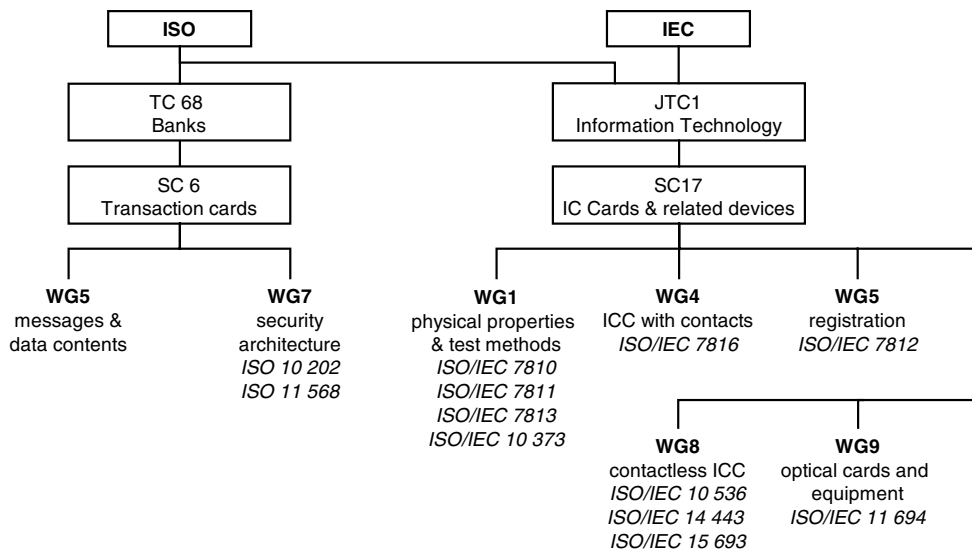 ISO
IEC
TC 68
Banks
JTC1
Information Technology
SC 6
Transaction cards
SC17
IC Cards & related devices
WG5
messages &
data contents
WG7
security
architecture
ISO 10 202
ISO 11 568
WG1
physical properties
& test methods
ISO/IEC 7810
ISO/IEC 7811
ISO/IEC 7813
ISO/IEC 10 373
WG4
ICC with contacts
ISO/IEC 7816
WG5
registration
ISO/IEC 7812
WG8
contactless ICC
ISO/IEC 10 536
ISO/IEC 14 443
ISO/IEC 15 693
WG9
optical cards and
equipment
ISO/IEC 11 694